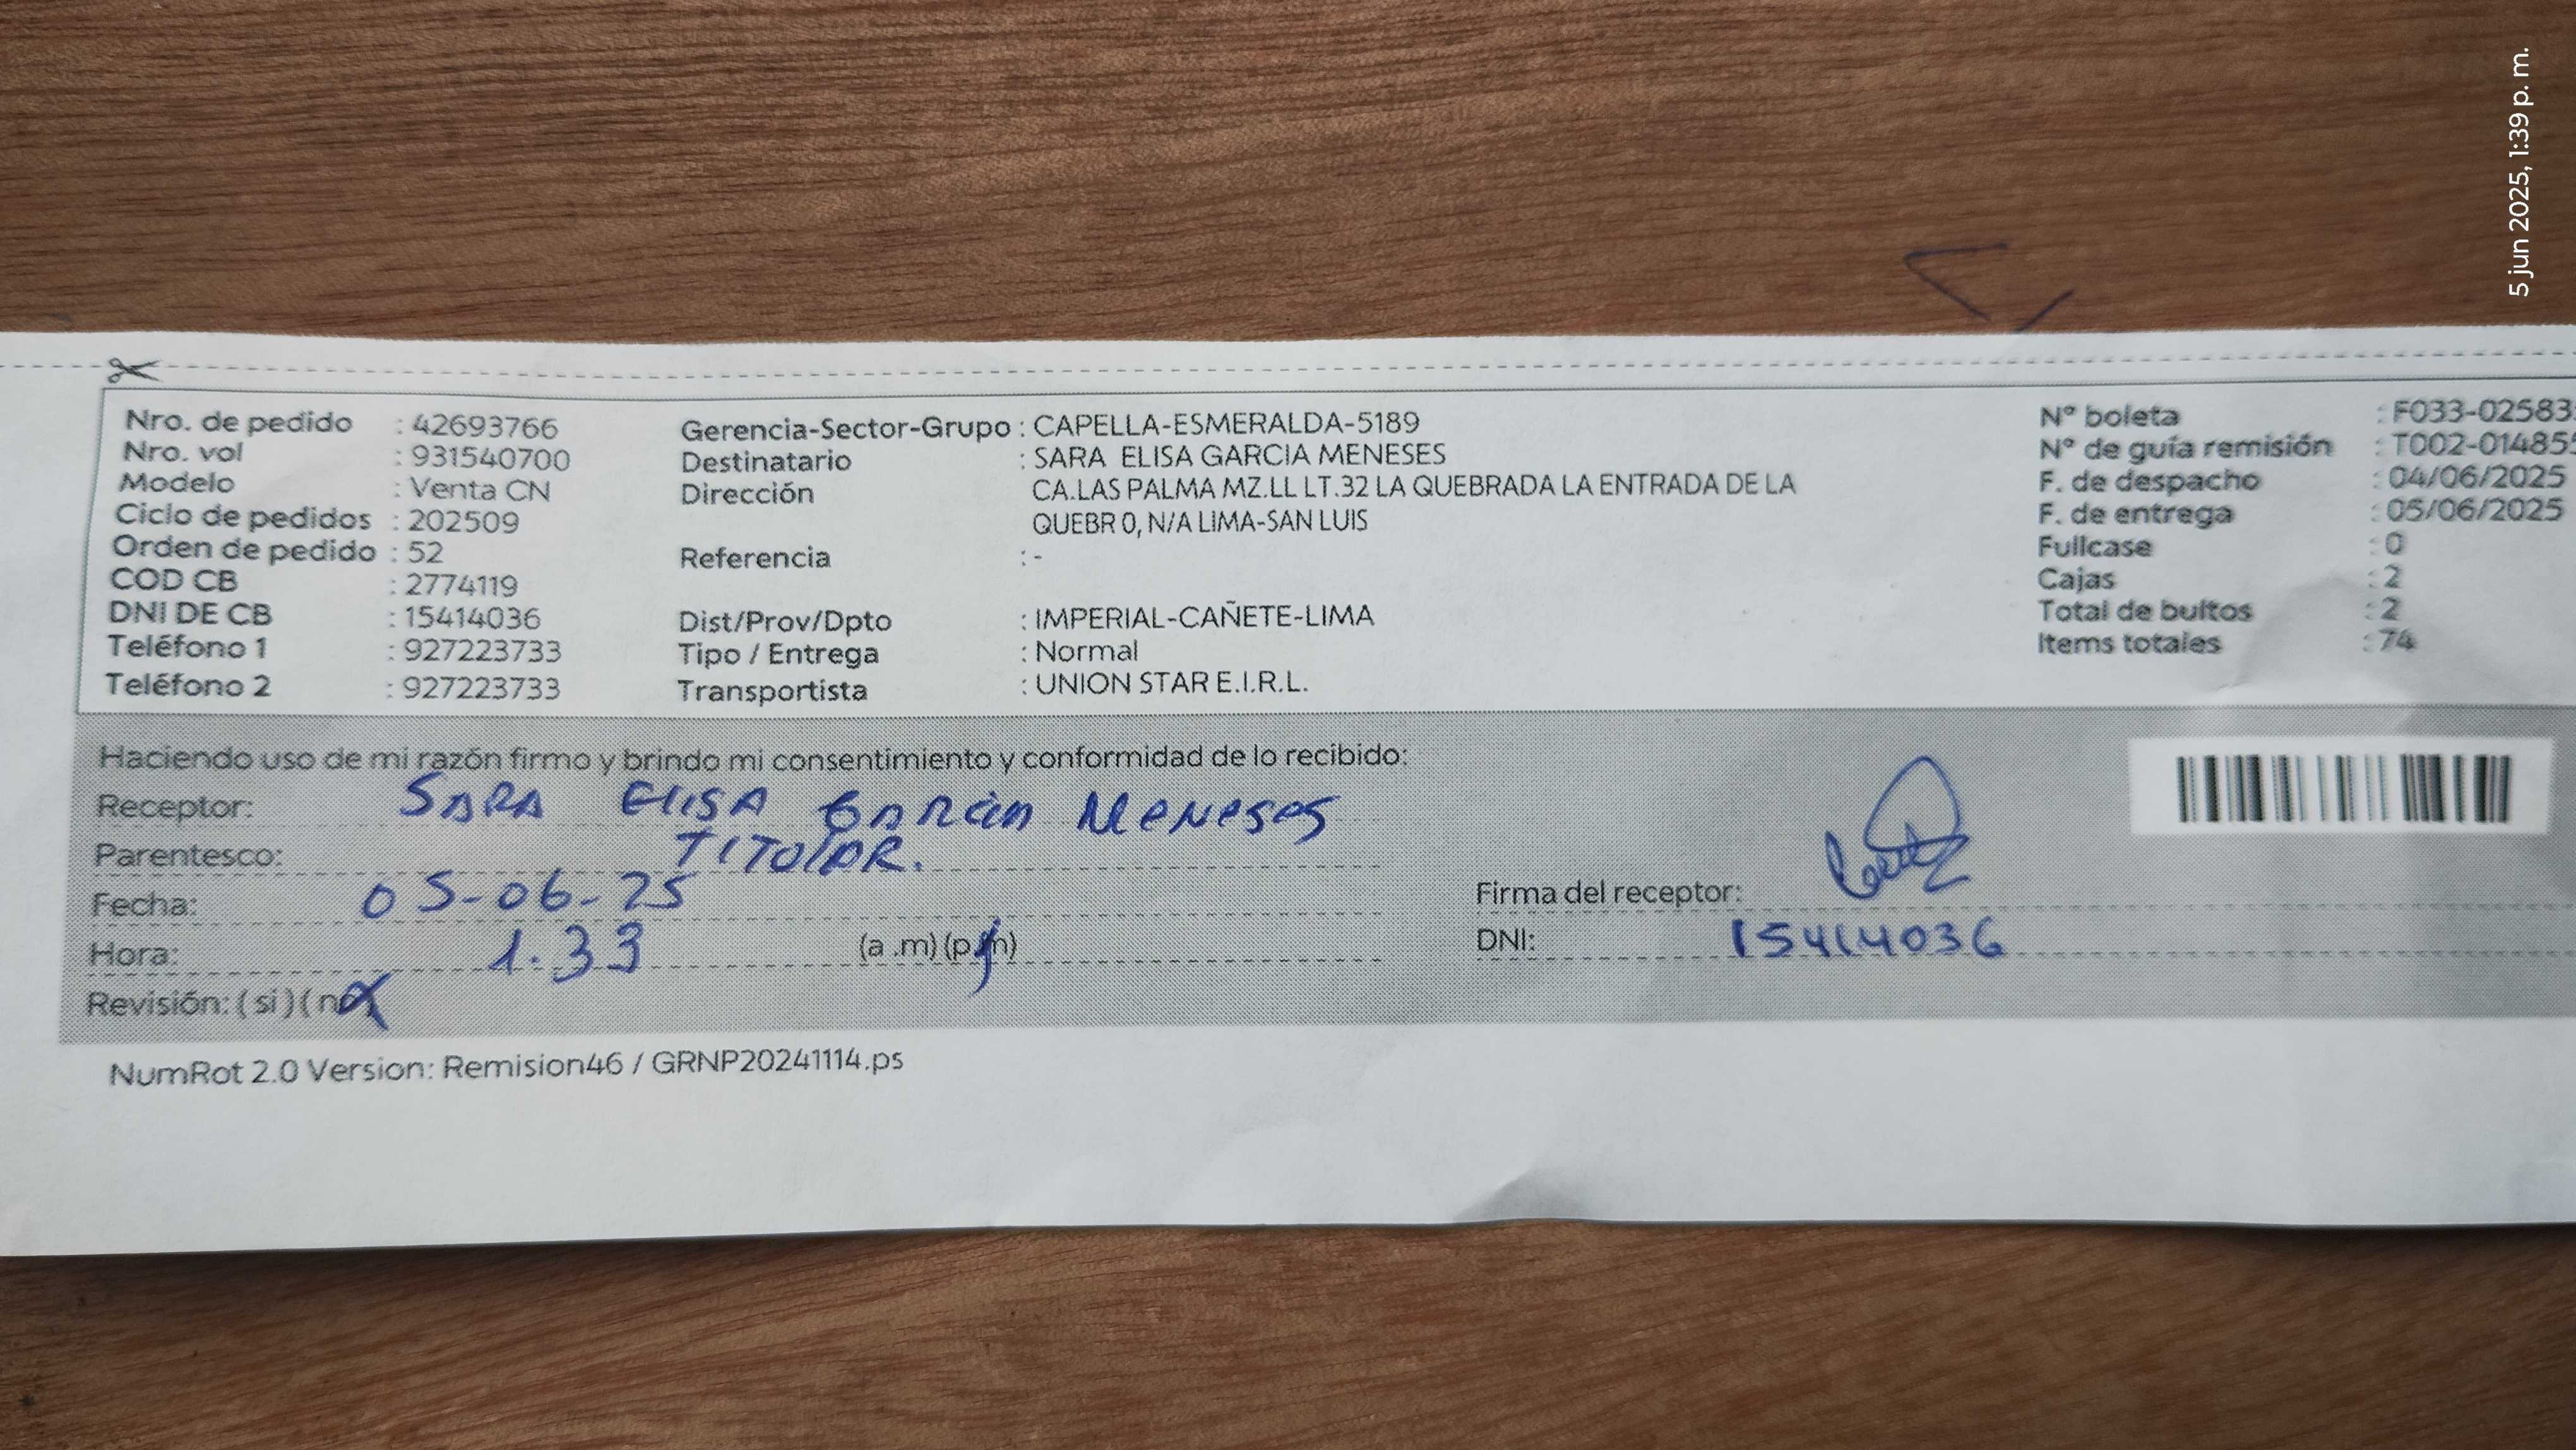 5 jun 2025, 1:39 p. m.
Nro. de pedido : 42693766
Nro. vol : 931540700
Modelo : Venta CN
Ciclo de pedidos : 202509
Orden de pedido : 52
COD CB : 2774119
DNI DE CB : 15414036
Teléfono 1 : 927223733
Teléfono 2 : 927223733
Gerencia-Sector-Grupo : CAPELLA-ESMERALDA-5189
Destinatario : SARA ELISA GARCIA MENESES
Dirección CA.LAS PALMA MZ.LL LT.32 LA QUEBRADA LA ENTRADA DE LA
QUEBR 0, N/A LIMA-SAN LUIS
Referencia : -
Dist/Prov/Dpto : IMPERIAL-CAÑETE-LIMA
Tipo / Entrega : Normal
Transportista : UNION STAR E.I.R.L.
Nº boleta : F033-02583
Nº de guía remisión : T002-014855
F. de despacho : 04/06/2025
F. de entrega : 05/06/2025
Fullcase : 0
Cajas : 2
Total de bultos : 2
Items totales : 74
Haciendo uso de mi razón firmo y brindo mi consentimiento y conformidad de lo recibido:
Receptor: SARA ELISA GARCIA MENESES
Parentesco: TITULAR.
Fecha: 05-06-25
Hora: 1.33 (a .m) (p.m)
Revisión: ( si ) ( no )
Firma del receptor:
DNI: 15414036
NumRot 2.0 Version: Remision46 / GRNP20241114.ps